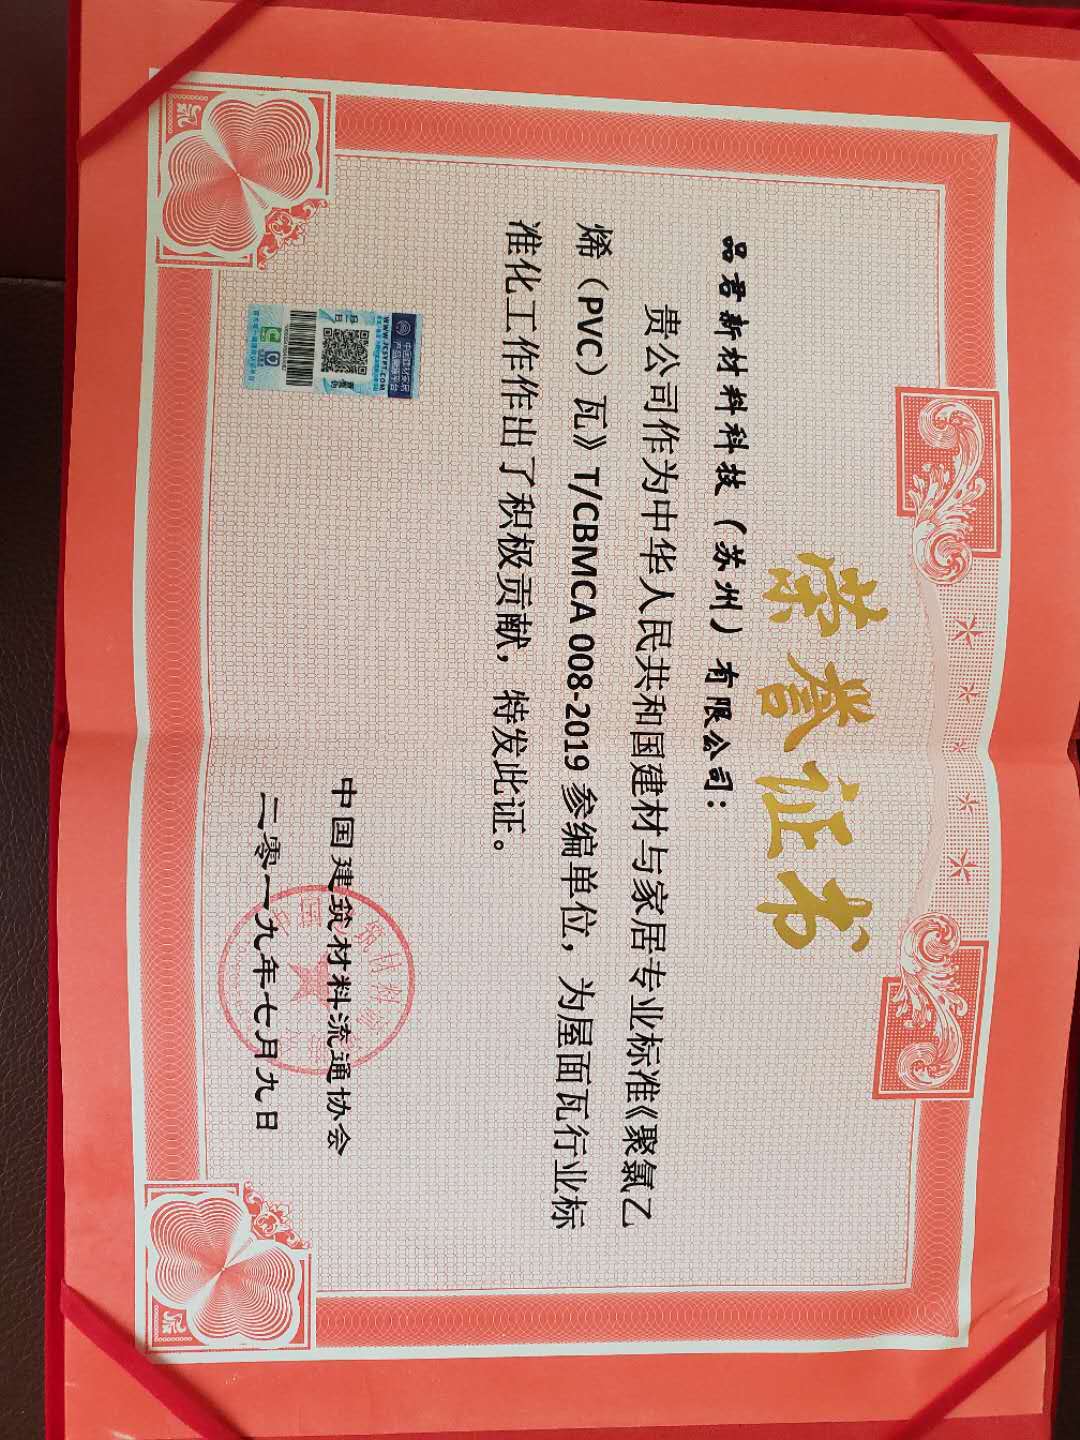 荣誉证书
品君新材料科技（苏州）有限公司：
贵公司作为中华人民共和国建材与家居专业标准《聚氯乙
烯（PVC）瓦》T/CBMCA 008-2019 参编单位，为屋面瓦行业标
准化工作作出了积极贡献，特发此证。
WWW.JCSYPT.COM
中国建筑材料流通协会
二零一九年七月九日